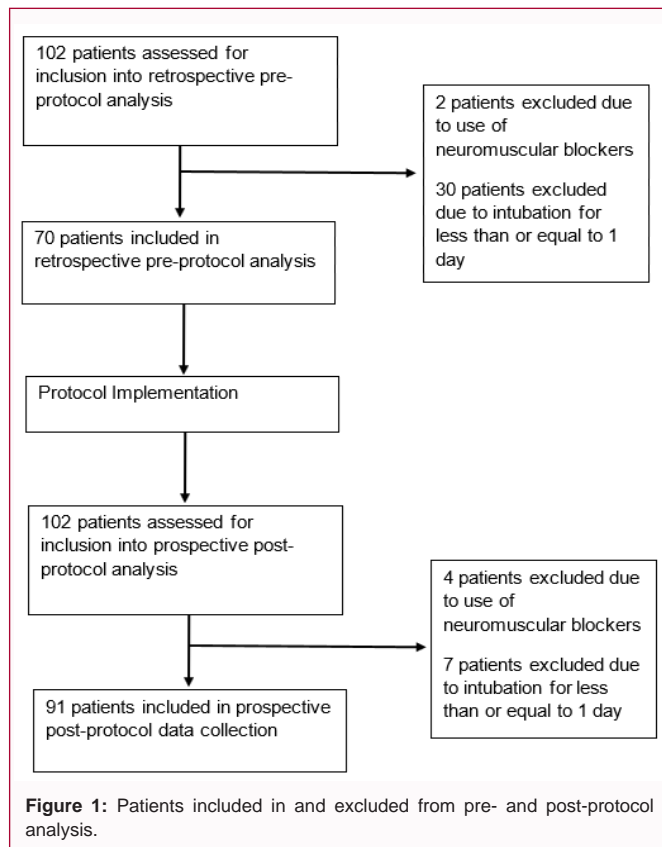 102 patients assessed for
inclusion into retrospective pre-
protocol analysis
2 patients excluded due
to use of
neuromuscular blockers
30 patients excluded
due to intubation for
less than or equal to 1
day
70 patients included in
retrospective pre-protocol analysis
Protocol Implementation
102 patients assessed for
inclusion into prospective post-
protocol analysis
4 patients excluded due
to use of
neuromuscular blockers
7 patients excluded due
to intubation for less
than or equal to 1 day
91 patients included in prospective
post-protocol data collection
Figure 1: Patients included in and excluded from pre- and post-protocol
analysis.